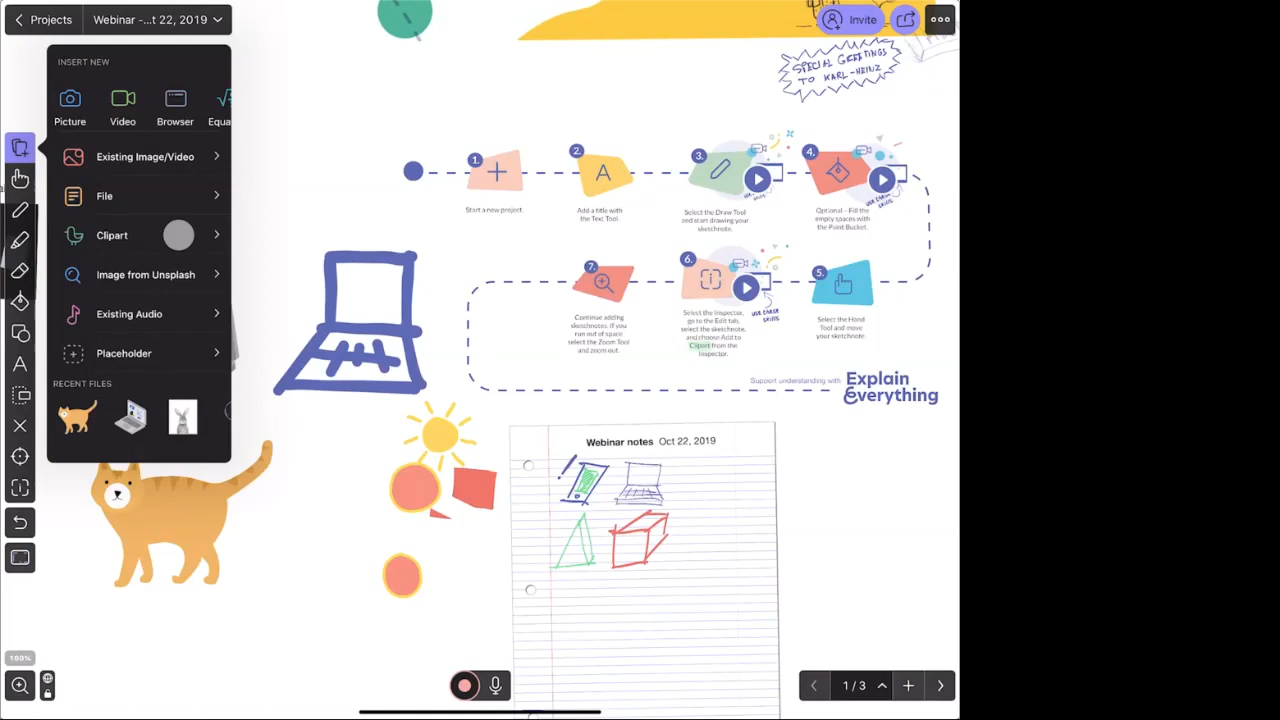 Projects
Webinar -...t 22, 2019
Invite
INSERT NEW
Picture
Video
Browser
Equa
Existing Image/Video
File
Clipart
Image from Unsplash
Existing Audio
Placeholder
RECENT FILES
SPECIAL GREETINGS
TO KARL-HEINZ
1.
Start a new project.
2.
A
Add a title with
the Text Tool.
3.
Select the Draw Tool
and start drawing your
sketchnote.
4.
use these
Optional - Fill the
empty spaces with
the Paint Bucket.
5.
Select the Hand
Tool and move
your sketchnote.
6.
use these
skills
Select the Inspector,
go to the Edit tab,
select the sketchnote,
and choose Add to
Clipart from the
Inspector.
7.
Continue adding
sketchnotes. If you
run out of space
select the Zoom Tool
and zoom out.
Support understanding with
Explain
Everything
Webinar notes Oct 22, 2019
A
100%
1 / 3